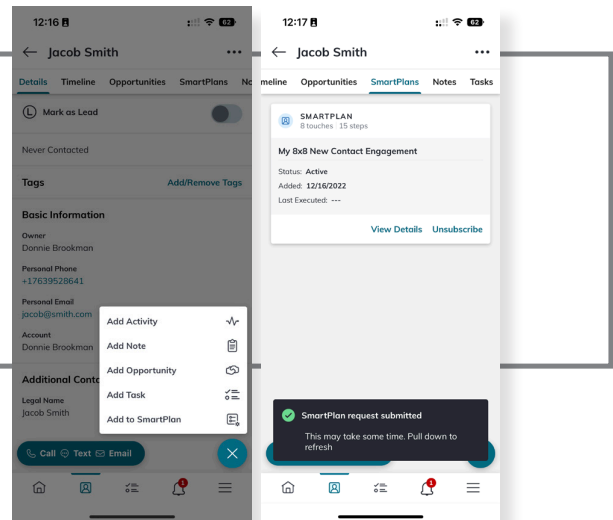 12:16
62
Jacob Smith
Details Timeline Opportunities SmartPlans No
L Mark as Lead
Never Contacted
Tags Add/Remove Tags
Basic Information
Owner
Donnie Brookman
Personal Phone
+17639528641
Personal Email
jacob@smith.com
Account
Donnie Brookman
Additional Conta
Legal Name
Jacob Smith
Add Activity
Add Note
Add Opportunity
Add Task
Add to SmartPlan
Call Text Email
1
12:17
62
Jacob Smith
meline Opportunities SmartPlans Notes Tasks
SMARTPLAN
8 touches 15 steps
My 8x8 New Contact Engagement
Status: Active
Added: 12/16/2022
Last Executed: ---
View Details Unsubscribe
SmartPlan request submitted
This may take some time. Pull down to
refresh
1